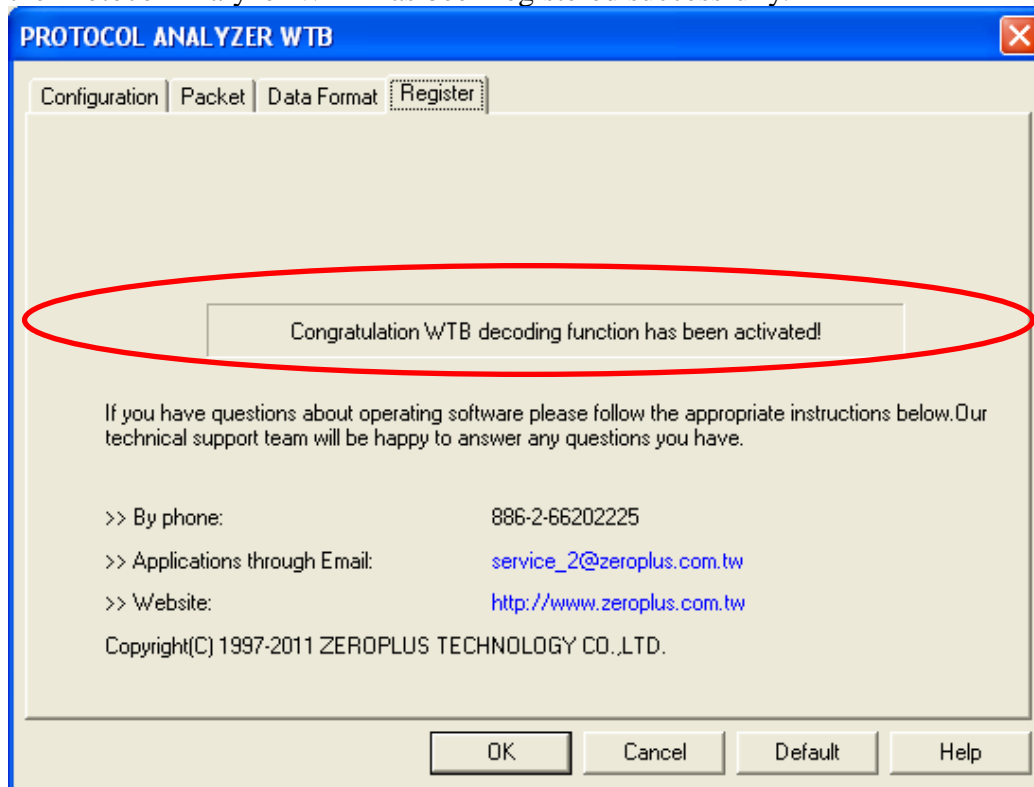 PROTOCOL ANALYZER WTB
Configuration Packet Data Format Register
Congratulation WTB decoding function has been activated!
If you have questions about operating software please follow the appropriate instructions below.Our
technical support team will be happy to answer any questions you have.
>> By phone: 886-2-66202225
>> Applications through Email: service_2@zeroplus.com.tw
>> Website: http://www.zeroplus.com.tw
Copyright(C) 1997-2011 ZEROPLUS TECHNOLOGY CO.,LTD.
OK Cancel Default Help